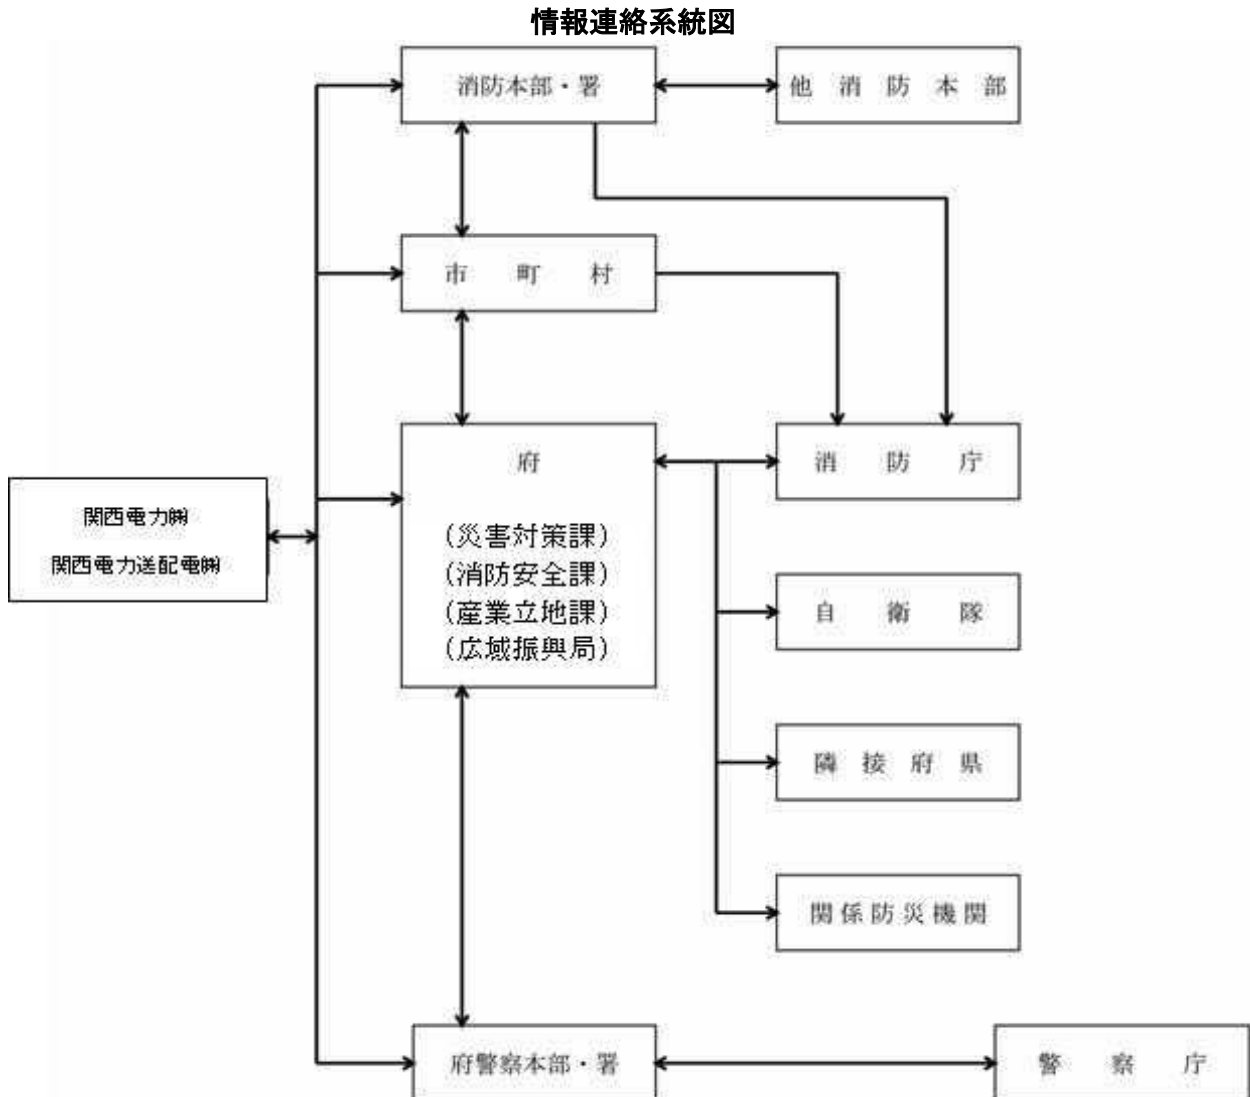 情報連絡系統図
消防本部・署
他消防本部
市町村
府
(災害対策課)
(消防安全課)
(産業立地課)
(広域振興局)
消防庁
関西電力㈱
関西電力送配電㈱
自衛隊
隣接府県
関係防災機関
府警察本部・署
警察庁